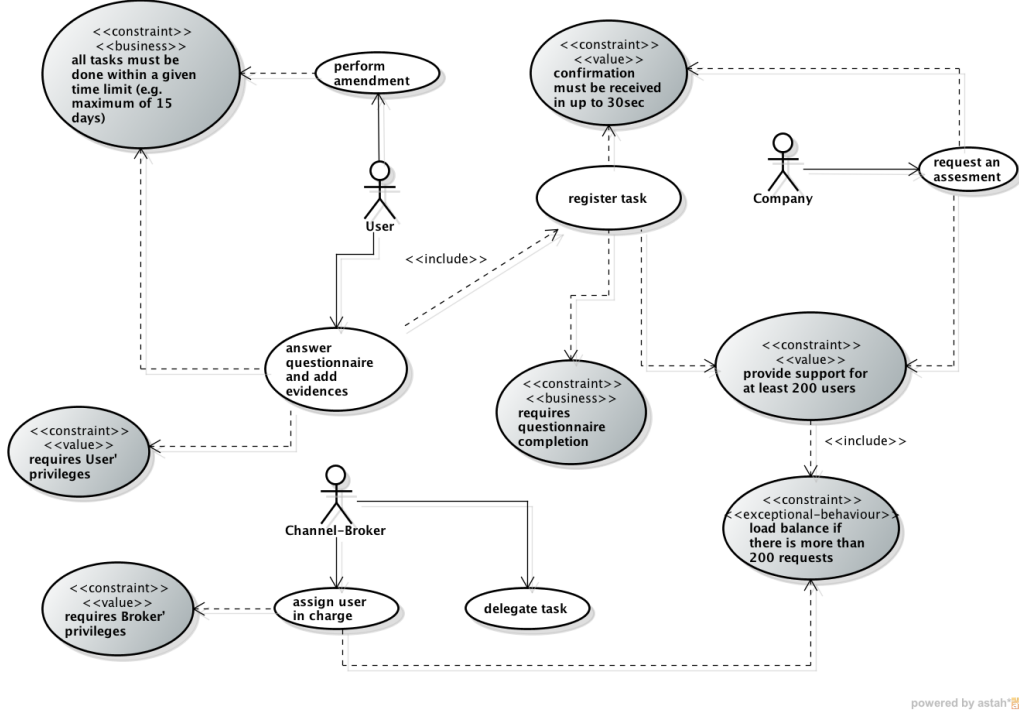 <<constraint>>
<<business>>
all tasks must be
done within a given
time limit (e.g.
maximum of 15
days)
perform
amendment
<<constraint>>
<<value>>
confirmation
must be received
in up to 30sec
Company
request an
assesment
User
register task
<<include>>
answer
questionnaire
and add
evidences
<<constraint>>
<<value>>
provide support for
at least 200 users
<<constraint>>
<<business>>
requires
questionnaire
completion
<<include>>
<<constraint>>
<<value>>
requires User'
privileges
Channel-Broker
<<constraint>>
<<exceptional-behaviour>>
load balance if
there is more than
200 requests
<<constraint>>
<<value>>
requires Broker'
privileges
assign user
in charge
delegate task
powered by astah*